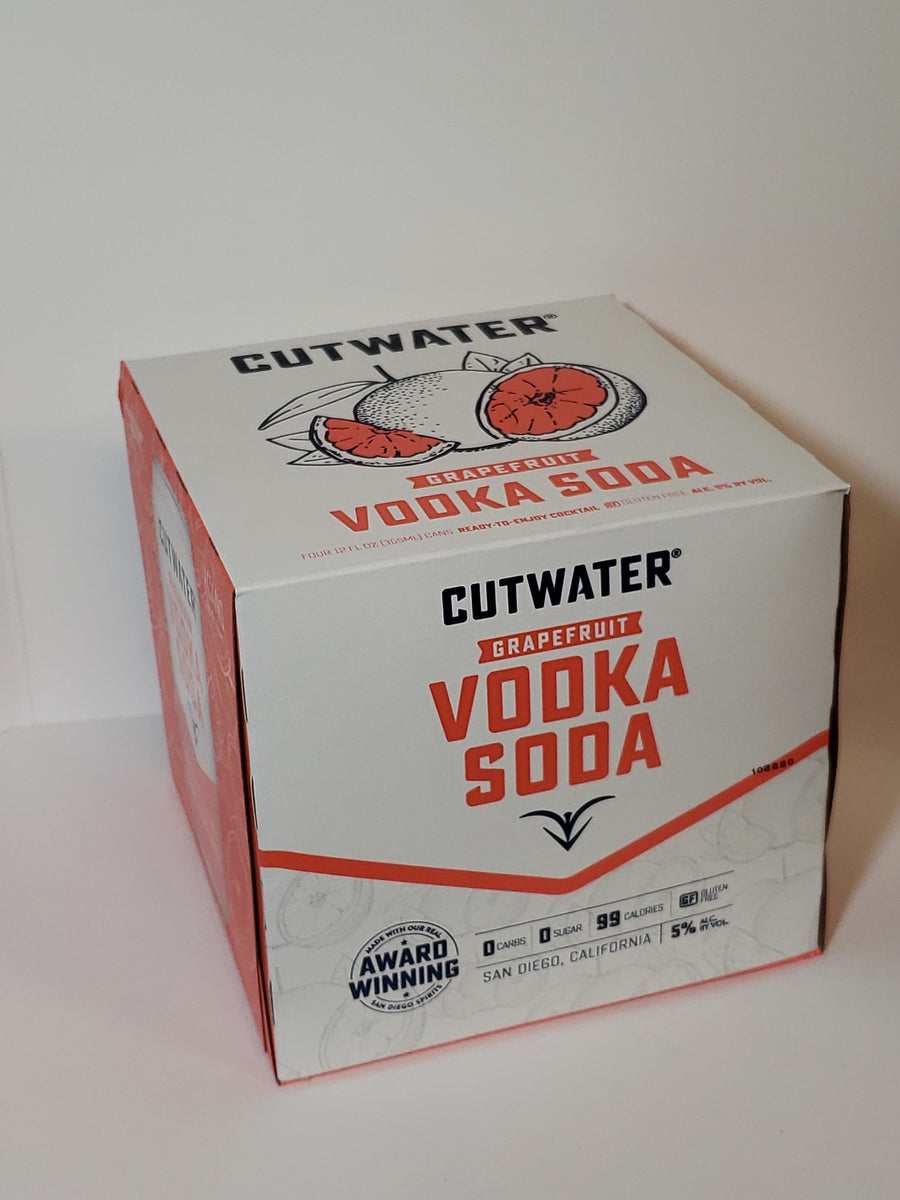 CUTWATER®
GRAPEFRUIT
VODKA SODA
FOUR 12 FL OZ (355ML) CANS READY-TO-ENJOY COCKTAIL GF GLUTEN FREE ALC. 5% BY VOL.
CUTWATER®
GRAPEFRUIT
VODKA
SODA
MADE WITH OUR REAL
AWARD
WINNING
SAN DIEGO SPIRITS
0 CARBS 0 SUGAR 99 CALORIES GF GLUTEN FREE
SAN DIEGO, CALIFORNIA 5% ALC. BY VOL.
CUTWATER